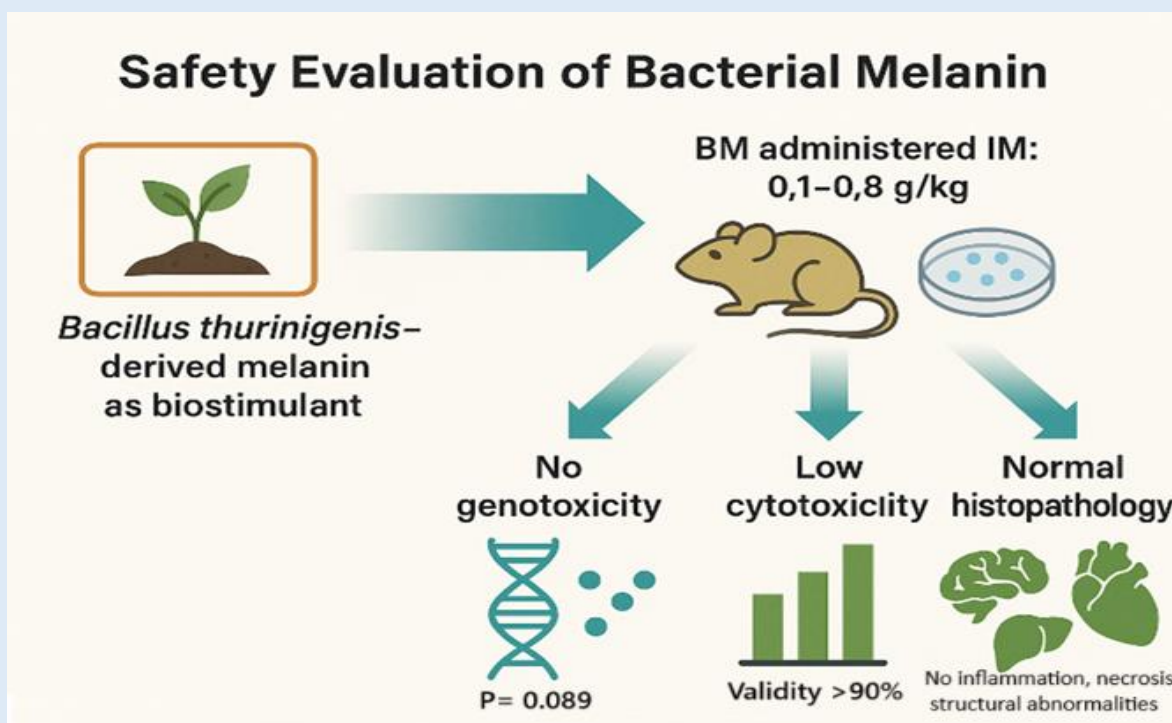 Safety Evaluation of Bacterial Melanin
BM administered IM:
0,1–0,8 g/kg
Bacillus thurinigenis–
derived melanin
as biostimulant
No
genotoxicity
P= 0.089
Low
cytotoxiclity
Validity >90%
Normal
histopathology
No inflammation, necrosis
structural abnormalities